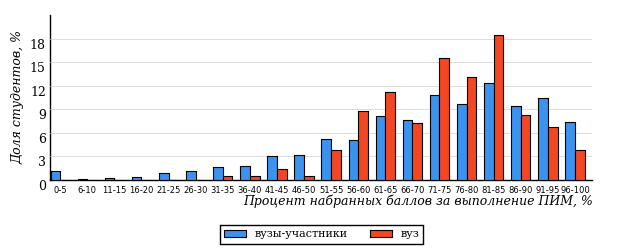 Доля студентов, %
18
15
12
9
6
3
0
0-5 6-10 11-15 16-20 21-25 26-30 31-35 36-40 41-45 46-50 51-55 56-60 61-65 66-70 71-75 76-80 81-85 86-90 91-95 96-100
Процент набранных баллов за выполнение ПИМ, %
вузы-участники вуз